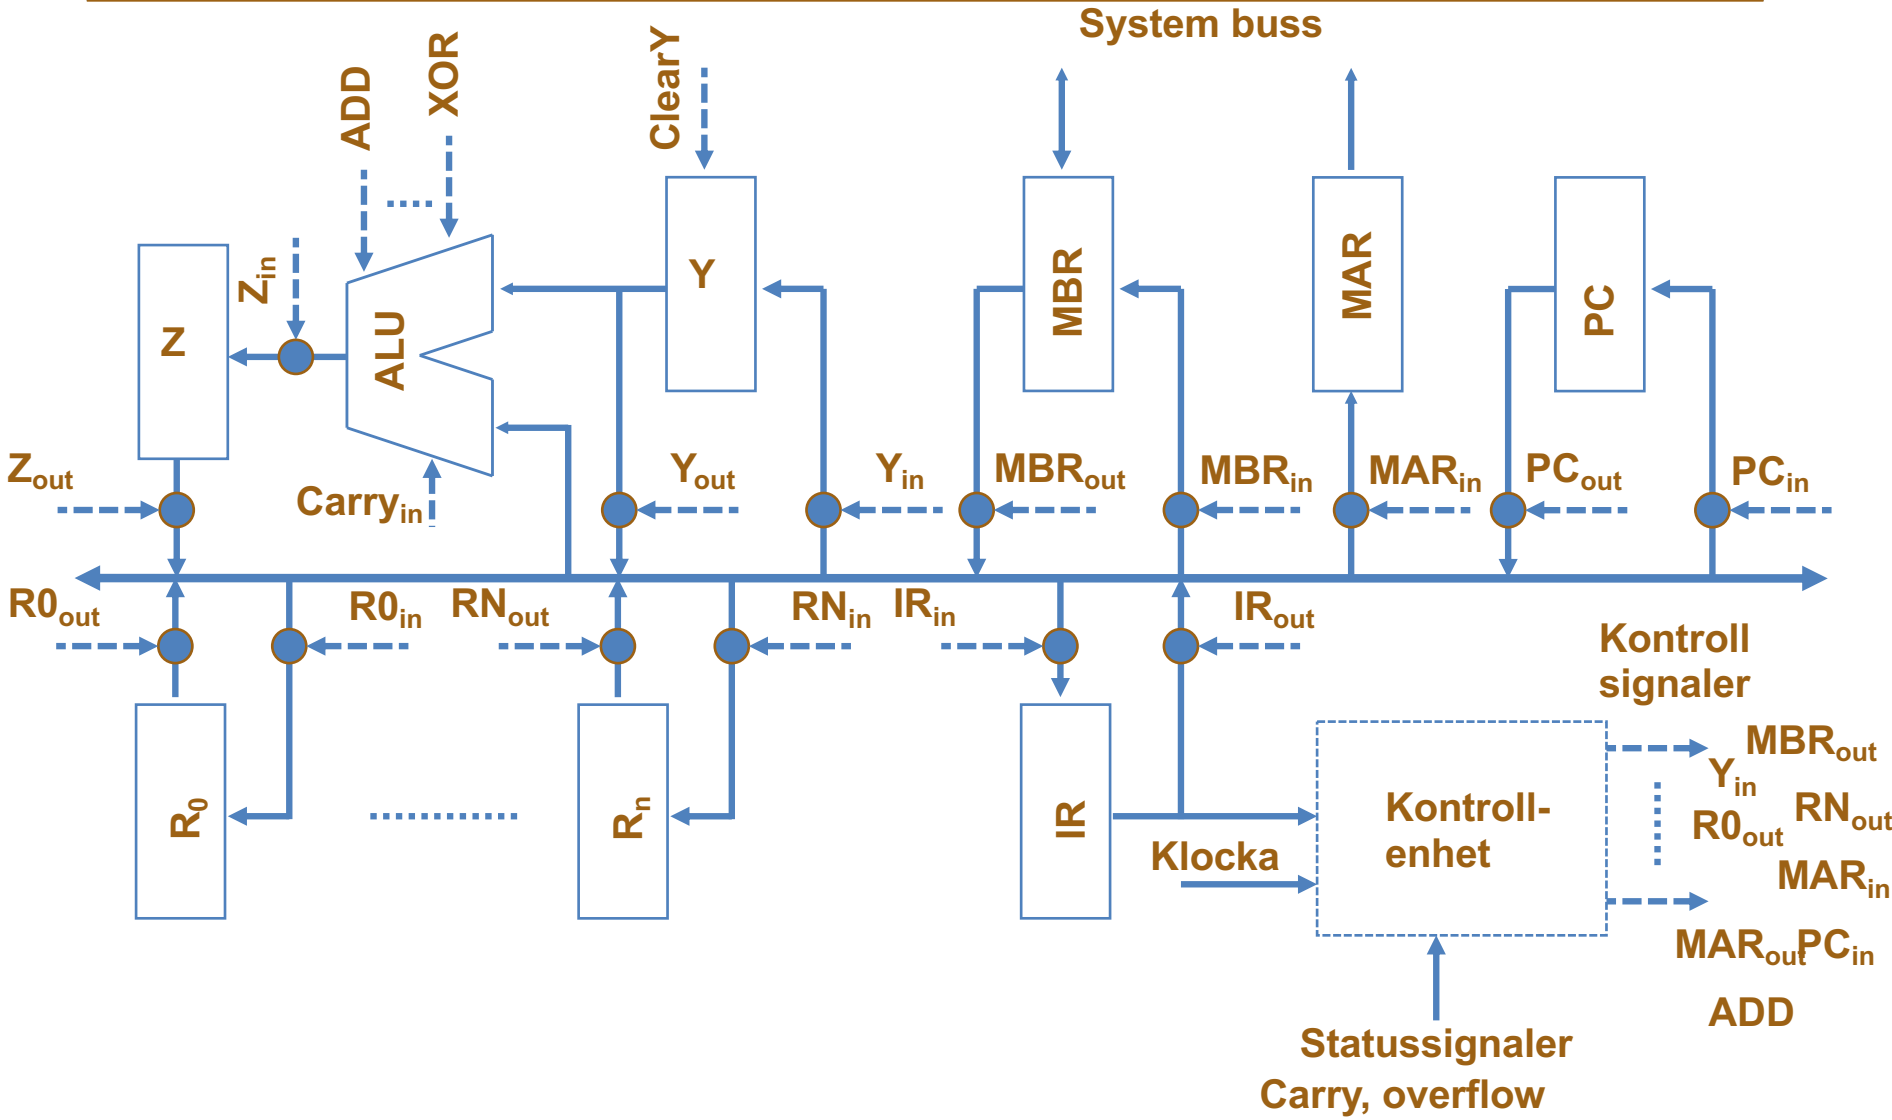 System buss
ADD
XOR
ClearY
Z
Zin
ALU
Y
MBR
MAR
PC
Zout
Carryin
Yout
Yin
MBRout
MBRin
MARin
PCout
PCin
R0out
R0in
RNout
RNin
IRin
IRout
R0
Rn
IR
Klocka
Kontroll-
enhet
Kontroll
signaler
MBRout
Yin
RNout
R0out
MARin
MARout
PCin
ADD
Statussignaler
Carry, overflow